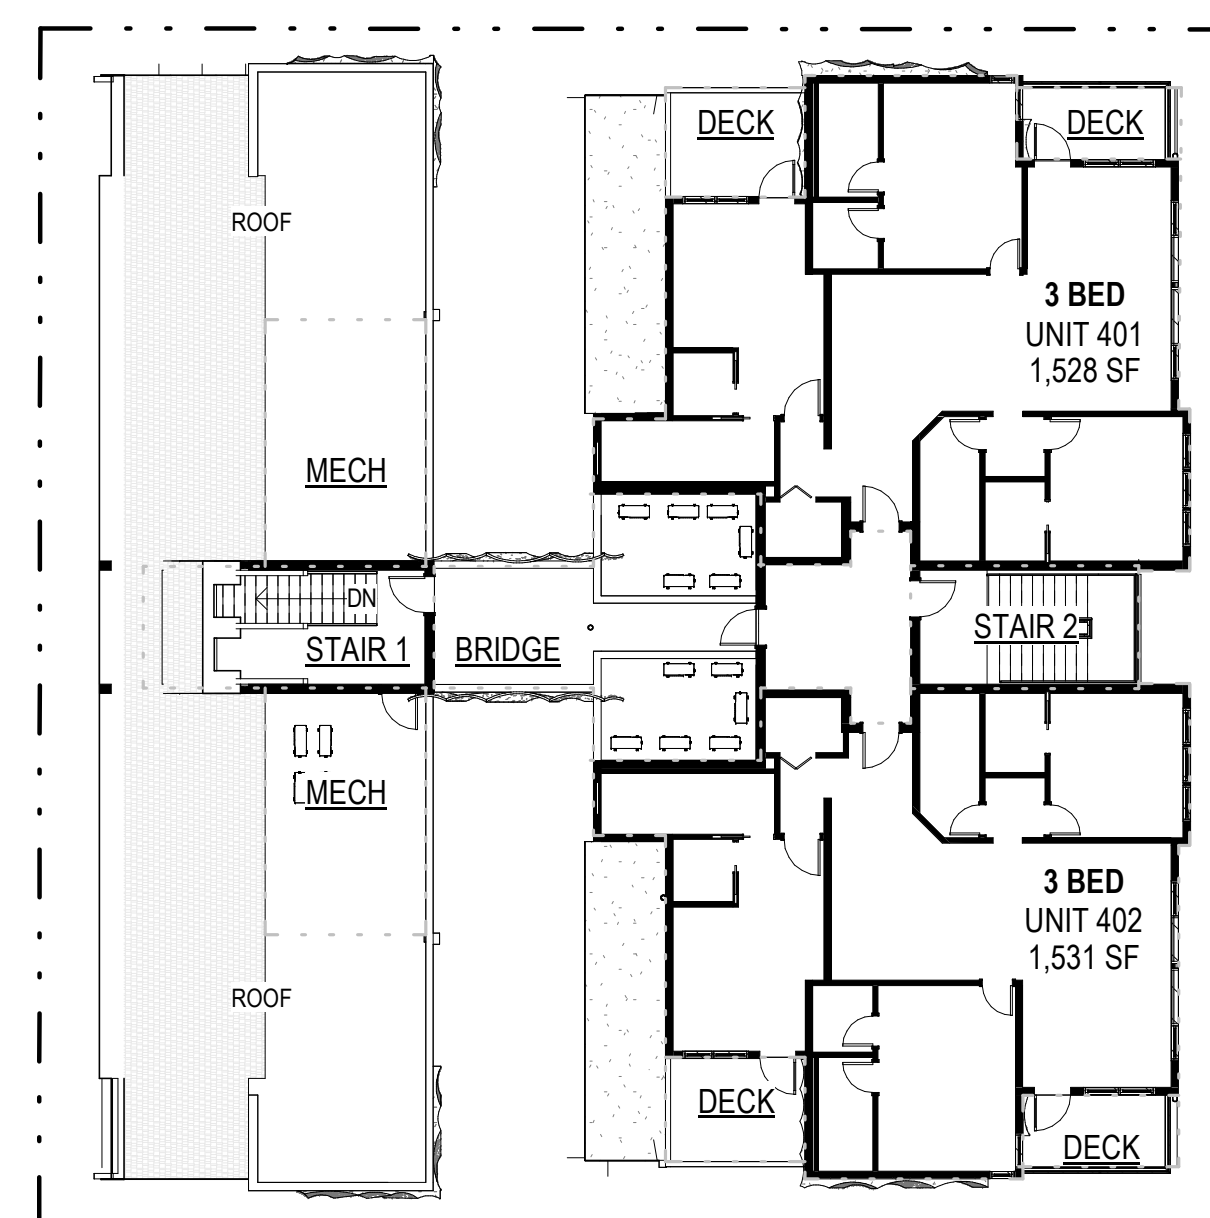 DECK
DECK
ROOF
3 BED
UNIT 401
1,528 SF
MECH
DN
STAIR 1
BRIDGE
STAIR 2
MECH
3 BED
UNIT 402
1,531 SF
ROOF
DECK
DECK